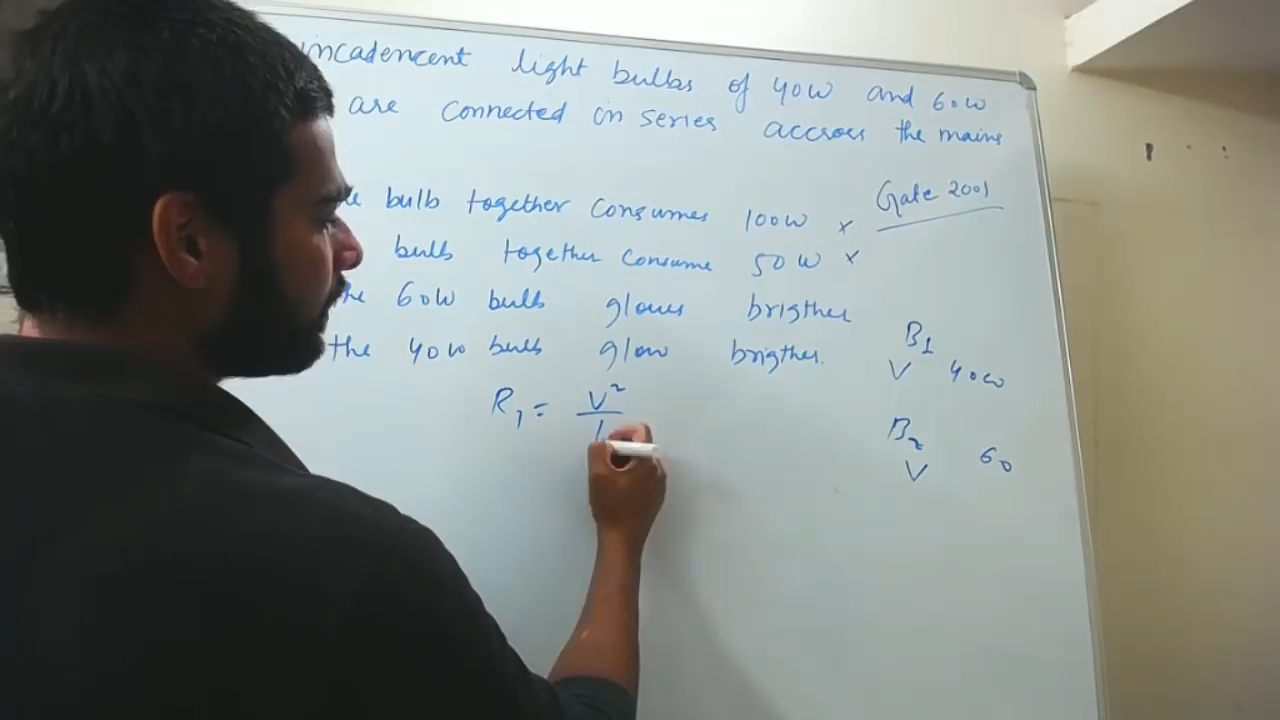 incadencent light bulbs of 40W and 60W
are connected in series accross the mains
Gate 2001
bulb together consumes 100W ×
bulb together consume 50W ×
the 60W bulb glows brigther
the 40W bulb glow brigther.
B1
V 40W
R1 = V²
B2
V 60